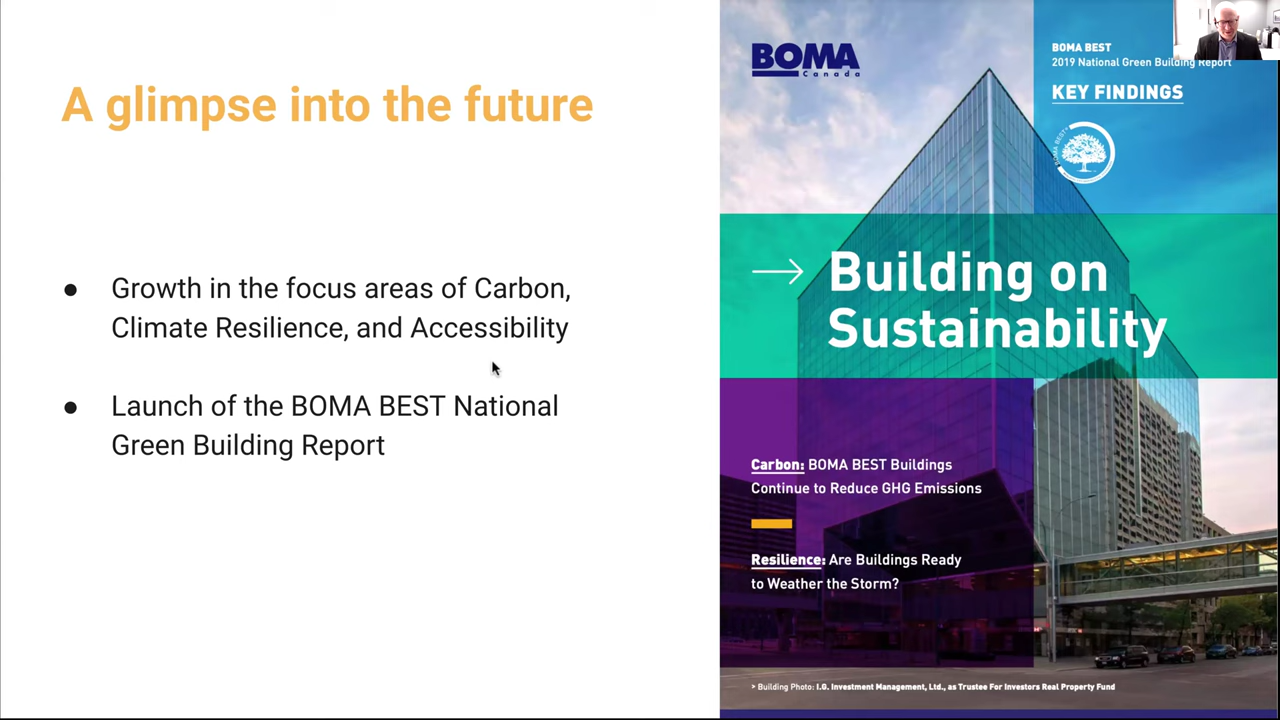 A glimpse into the future
● Growth in the focus areas of Carbon,
Climate Resilience, and Accessibility
● Launch of the BOMA BEST National
Green Building Report
BOMA
Canada
BOMA BEST
2019 National Green Building Report
KEY FINDINGS
BOMA BEST
→ Building on
Sustainability
Carbon: BOMA BEST Buildings
Continue to Reduce GHG Emissions
Resilience: Are Buildings Ready
to Weather the Storm?
> Building Photo: I.G. Investment Management, Ltd., as Trustee For Investors Real Property Fund